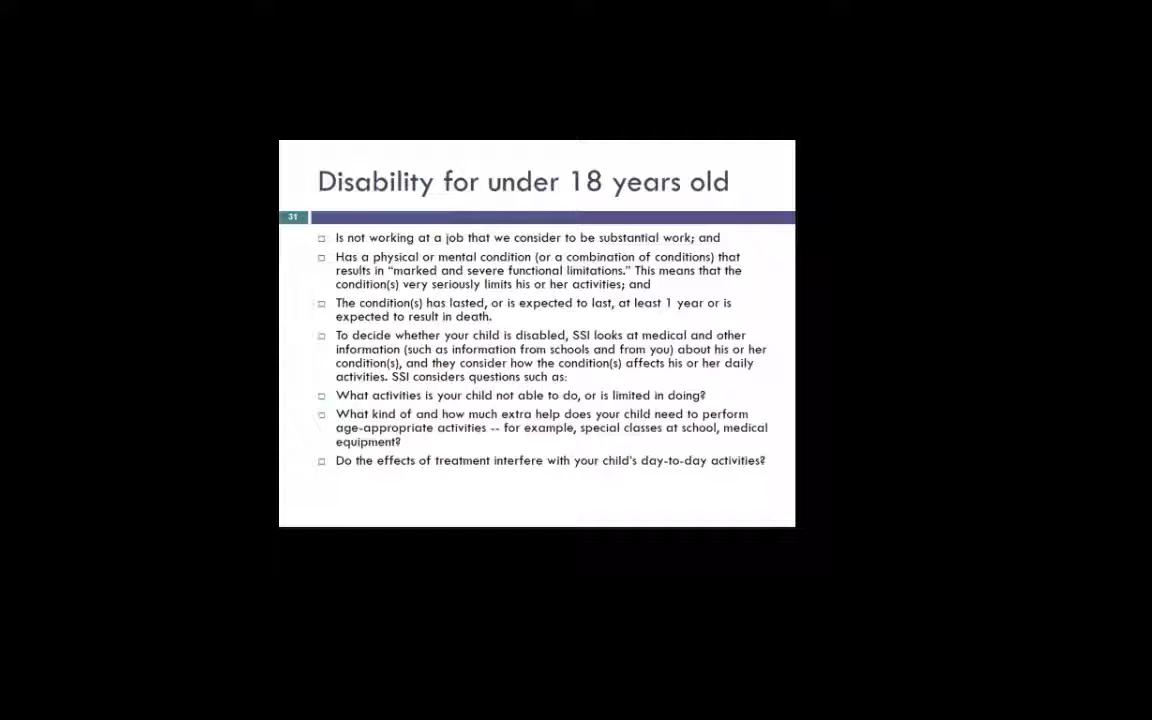 Disability for under 18 years old
31
Is not working at a job that we consider to be substantial work; and
Has a physical or mental condition (or a combination of conditions) that
results in “marked and severe functional limitations.” This means that the
condition(s) very seriously limits his or her activities; and
The condition(s) has lasted, or is expected to last, at least 1 year or is
expected to result in death.
To decide whether your child is disabled, SSI looks at medical and other
information (such as information from schools and from you) about his or her
condition(s), and they consider how the condition(s) affects his or her daily
activities. SSI considers questions such as:
What activities is your child not able to do, or is limited in doing?
What kind of and how much extra help does your child need to perform
age-appropriate activities -- for example, special classes at school, medical
equipment?
Do the effects of treatment interfere with your child's day-to-day activities?